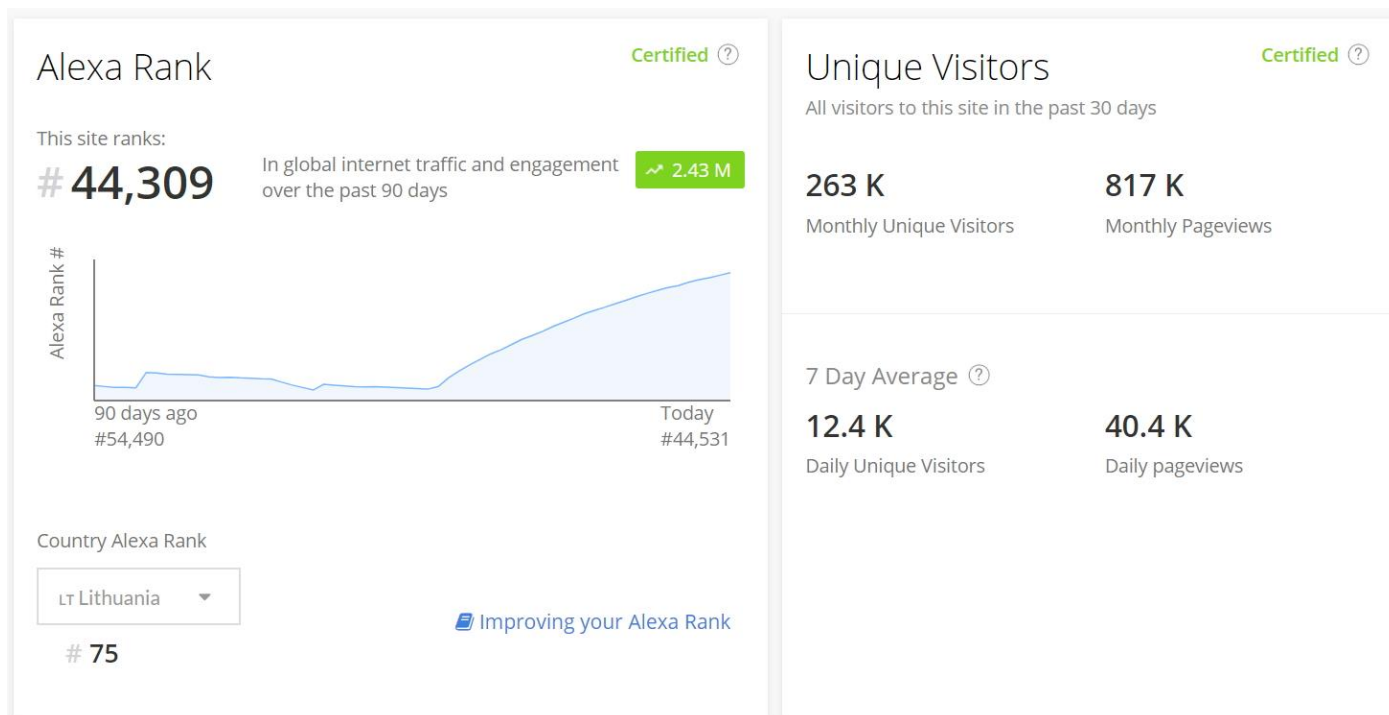 Alexa Rank
Certified ?
This site ranks:
# 44,309
In global internet traffic and engagement
over the past 90 days
2.43 M
Alexa Rank #
90 days ago
#54,490
Today
#44,531
Country Alexa Rank
LT Lithuania
# 75
Improving your Alexa Rank
Unique Visitors
Certified ?
All visitors to this site in the past 30 days
263 K
Monthly Unique Visitors
817 K
Monthly Pageviews
7 Day Average ?
12.4 K
Daily Unique Visitors
40.4 K
Daily pageviews